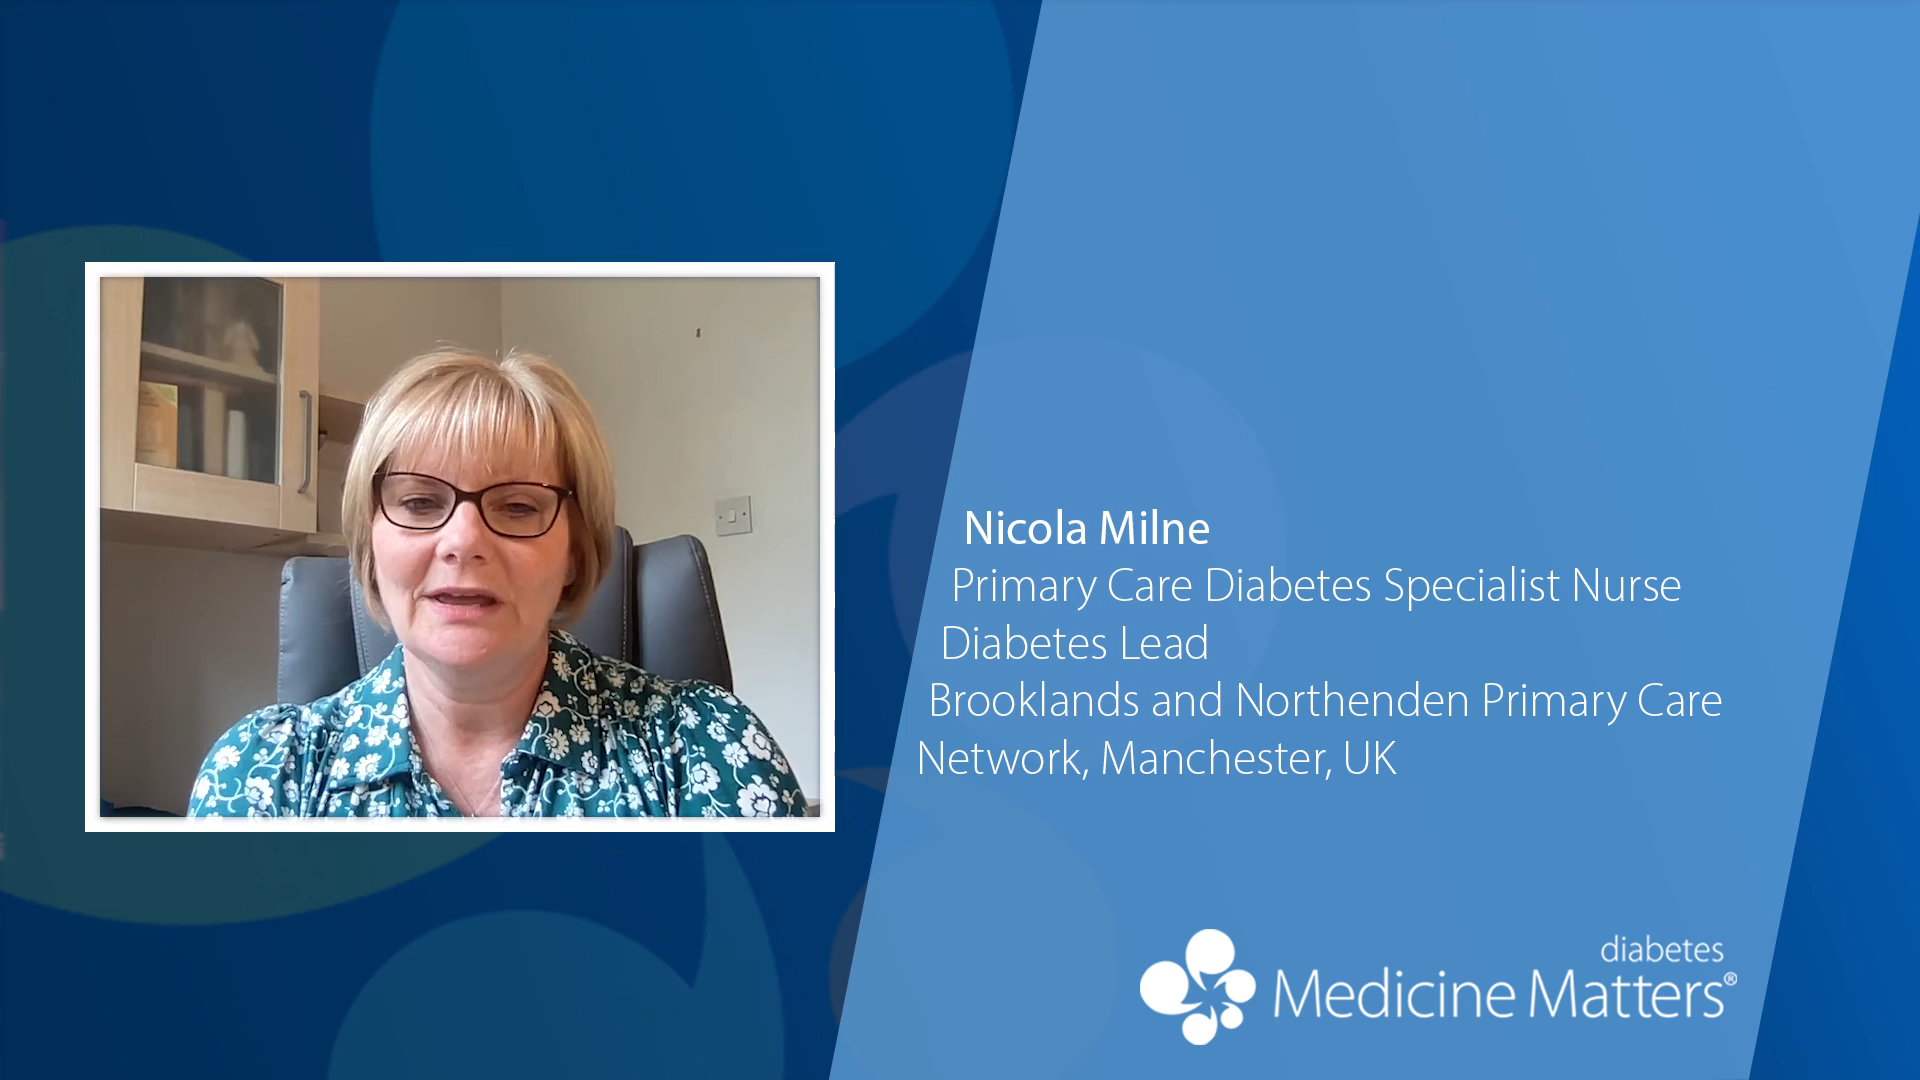 Nicola Milne
Primary Care Diabetes Specialist Nurse
Diabetes Lead
Brooklands and Northenden Primary Care
Network, Manchester, UK
diabetes
Medicine Matters®